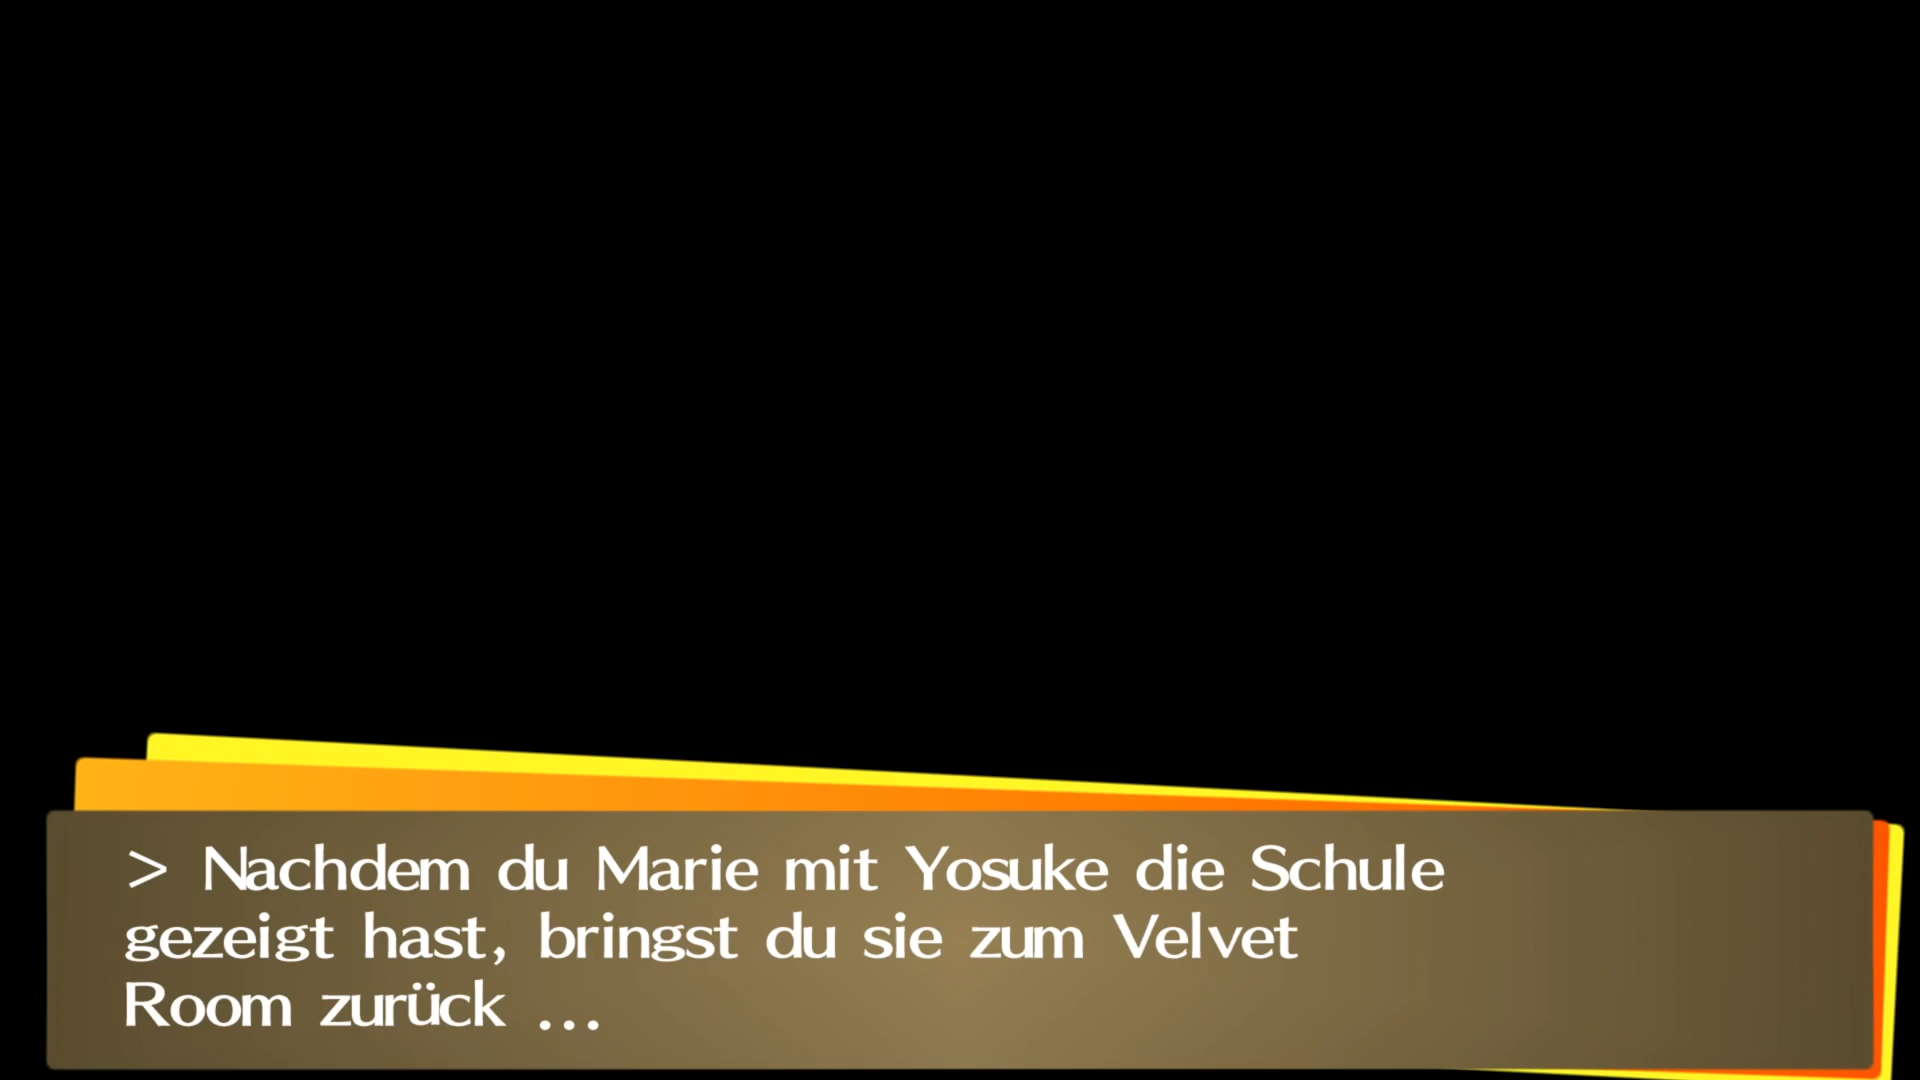 > Nachdem du Marie mit Yosuke die Schule
gezeigt hast, bringst du sie zum Velvet
Room zurück ...